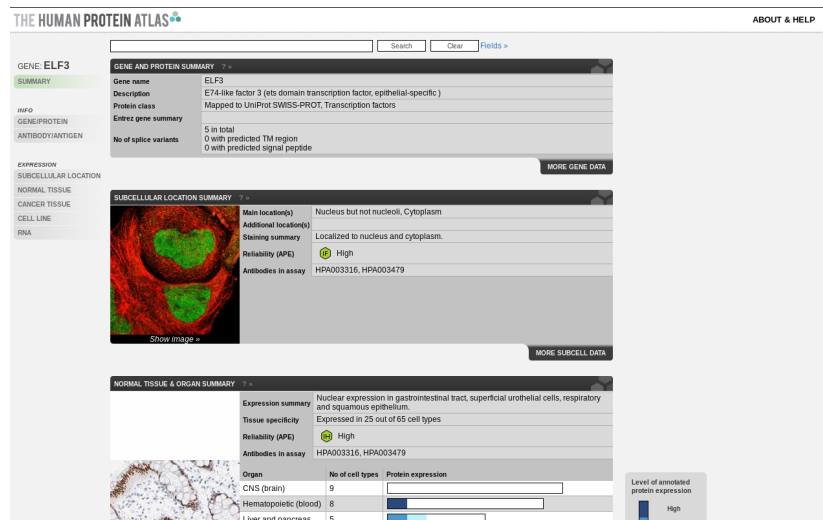 THE HUMAN PROTEIN ATLAS
ABOUT & HELP
Search Clear Fields »
GENE: ELF3
SUMMARY
INFO
GENE/PROTEIN
ANTIBODY/ANTIGEN
EXPRESSION
SUBCELLULAR LOCATION
NORMAL TISSUE
CANCER TISSUE
CELL LINE
RNA
GENE AND PROTEIN SUMMARY ? »
Gene name ELF3
Description E74-like factor 3 (ets domain transcription factor, epithelial-specific )
Protein class Mapped to UniProt SWISS-PROT, Transcription factors
Entrez gene summary
No of splice variants 5 in total
0 with predicted TM region
0 with predicted signal peptide
MORE GENE DATA
SUBCELLULAR LOCATION SUMMARY ? »
Main location(s) Nucleus but not nucleoli, Cytoplasm
Additional location(s)
Staining summary Localized to nucleus and cytoplasm.
Reliability (APE) IF High
Antibodies in assay HPA003316, HPA003479
Show image »
MORE SUBCELL DATA
NORMAL TISSUE & ORGAN SUMMARY ? »
Expression summary Nuclear expression in gastrointestinal tract, superficial urothelial cells, respiratory
and squamous epithelium.
Tissue specificity Expressed in 25 out of 65 cell types
Reliability (APE) IH High
Antibodies in assay HPA003316, HPA003479
Organ No of cell types Protein expression
CNS (brain) 9
Hematopoietic (blood) 8
Liver and pancreas 5
Level of annotated
protein expression
High